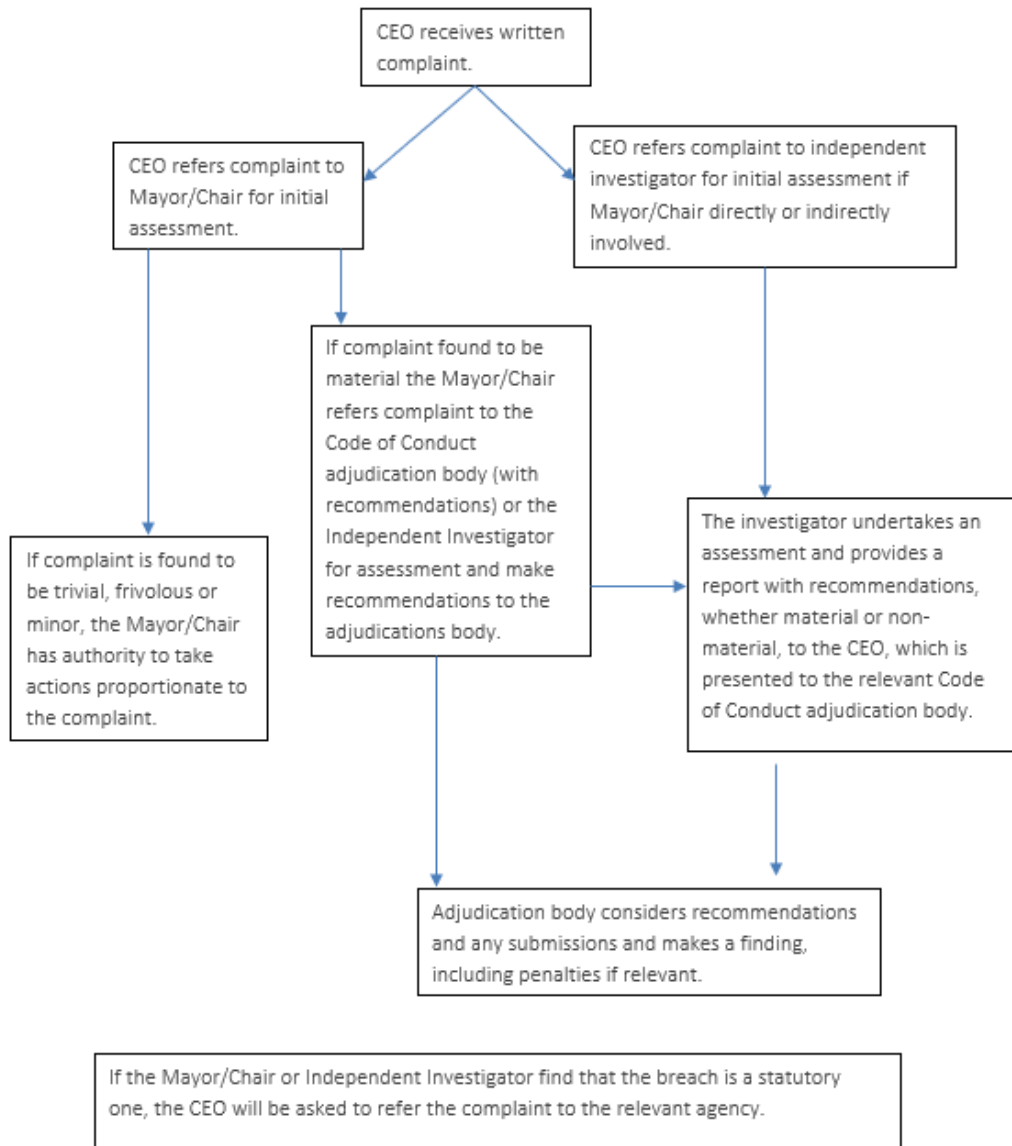 CEO receives written
complaint.
CEO refers complaint to
Mayor/Chair for initial
assessment.
CEO refers complaint to independent
investigator for initial assessment if
Mayor/Chair directly or indirectly
involved.
If complaint found to be
material the Mayor/Chair
refers complaint to the
Code of Conduct
adjudication body (with
recommendations) or the
Independent Investigator
for assessment and make
recommendations to the
adjudications body.
If complaint is found to
be trivial, frivolous or
minor, the Mayor/Chair
has authority to take
actions proportionate to
the complaint.
The investigator undertakes an
assessment and provides a
report with recommendations,
whether material or non-
material, to the CEO, which is
presented to the relevant Code
of Conduct adjudication body.
Adjudication body considers recommendations
and any submissions and makes a finding,
including penalties if relevant.
If the Mayor/Chair or Independent Investigator find that the breach is a statutory
one, the CEO will be asked to refer the complaint to the relevant agency.